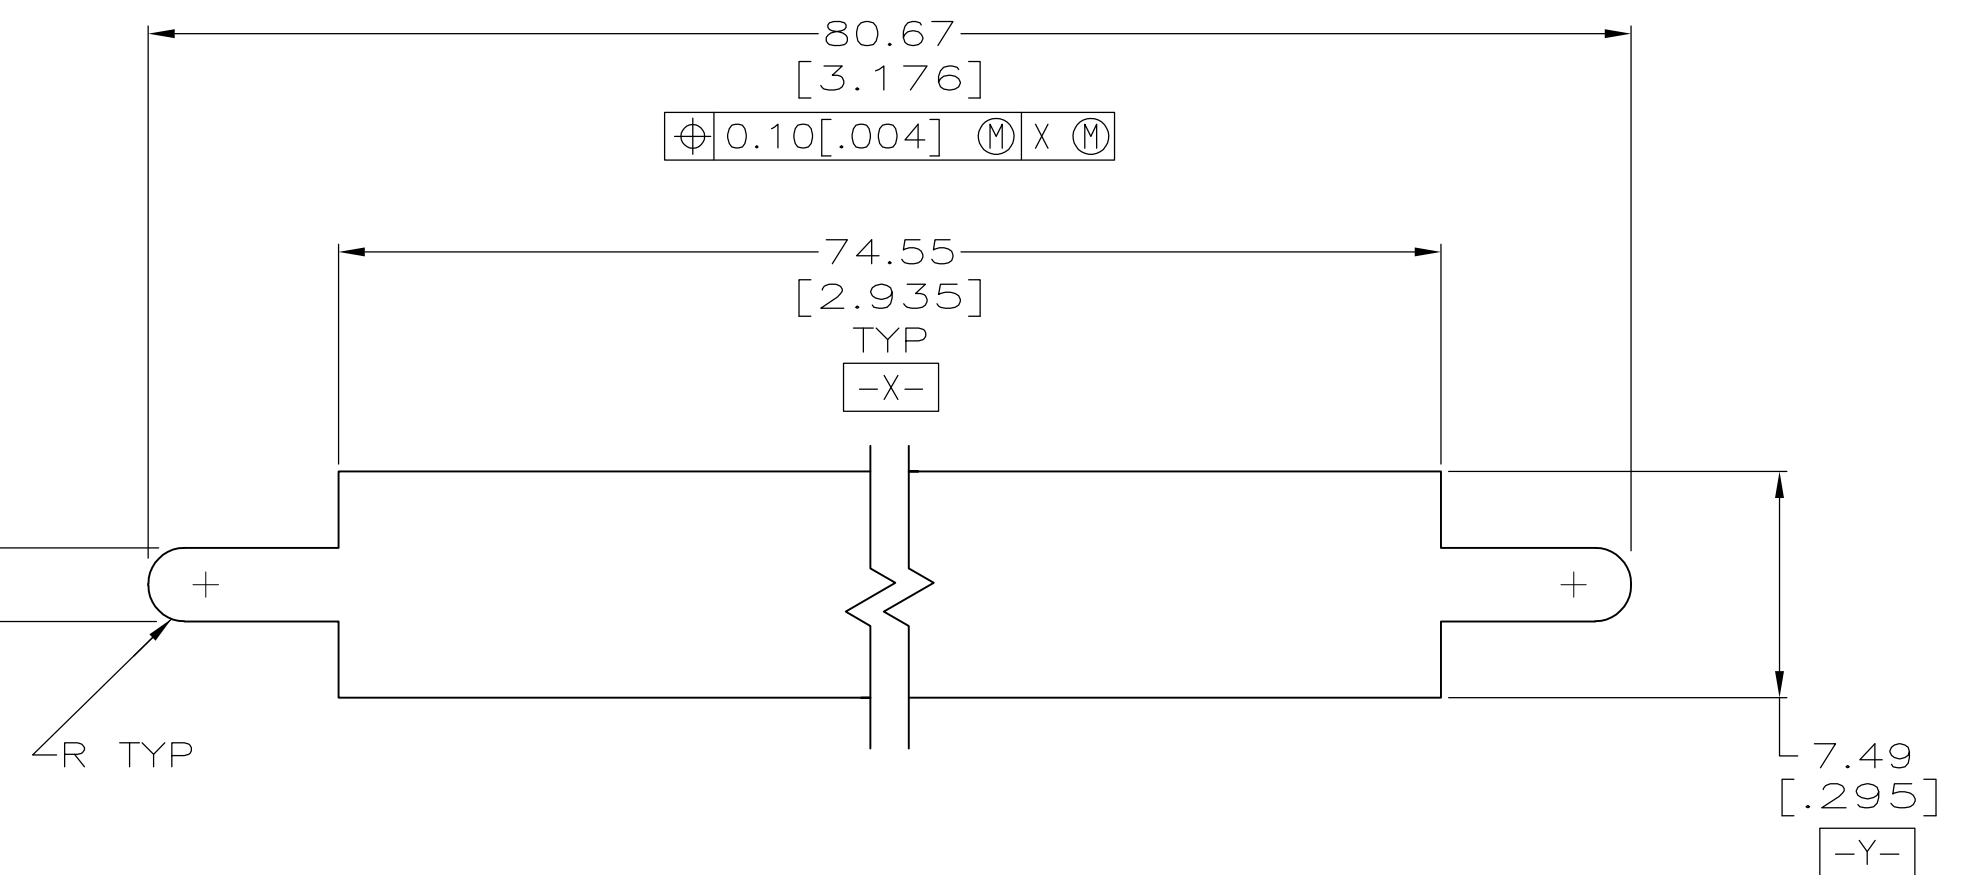 80.67
[3.176]
⌖ 0.10[.004] Ⓜ X Ⓜ
74.55
[2.935]
TYP
-X-
R TYP
7.49
[.295]
-Y-